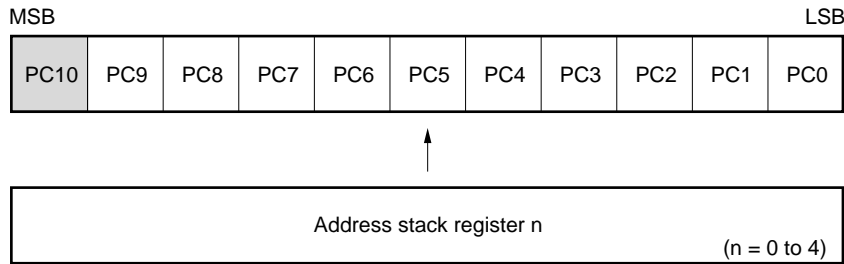 MSB LSB
PC10 PC9 PC8 PC7 PC6 PC5 PC4 PC3 PC2 PC1 PC0
Address stack register n
(n = 0 to 4)